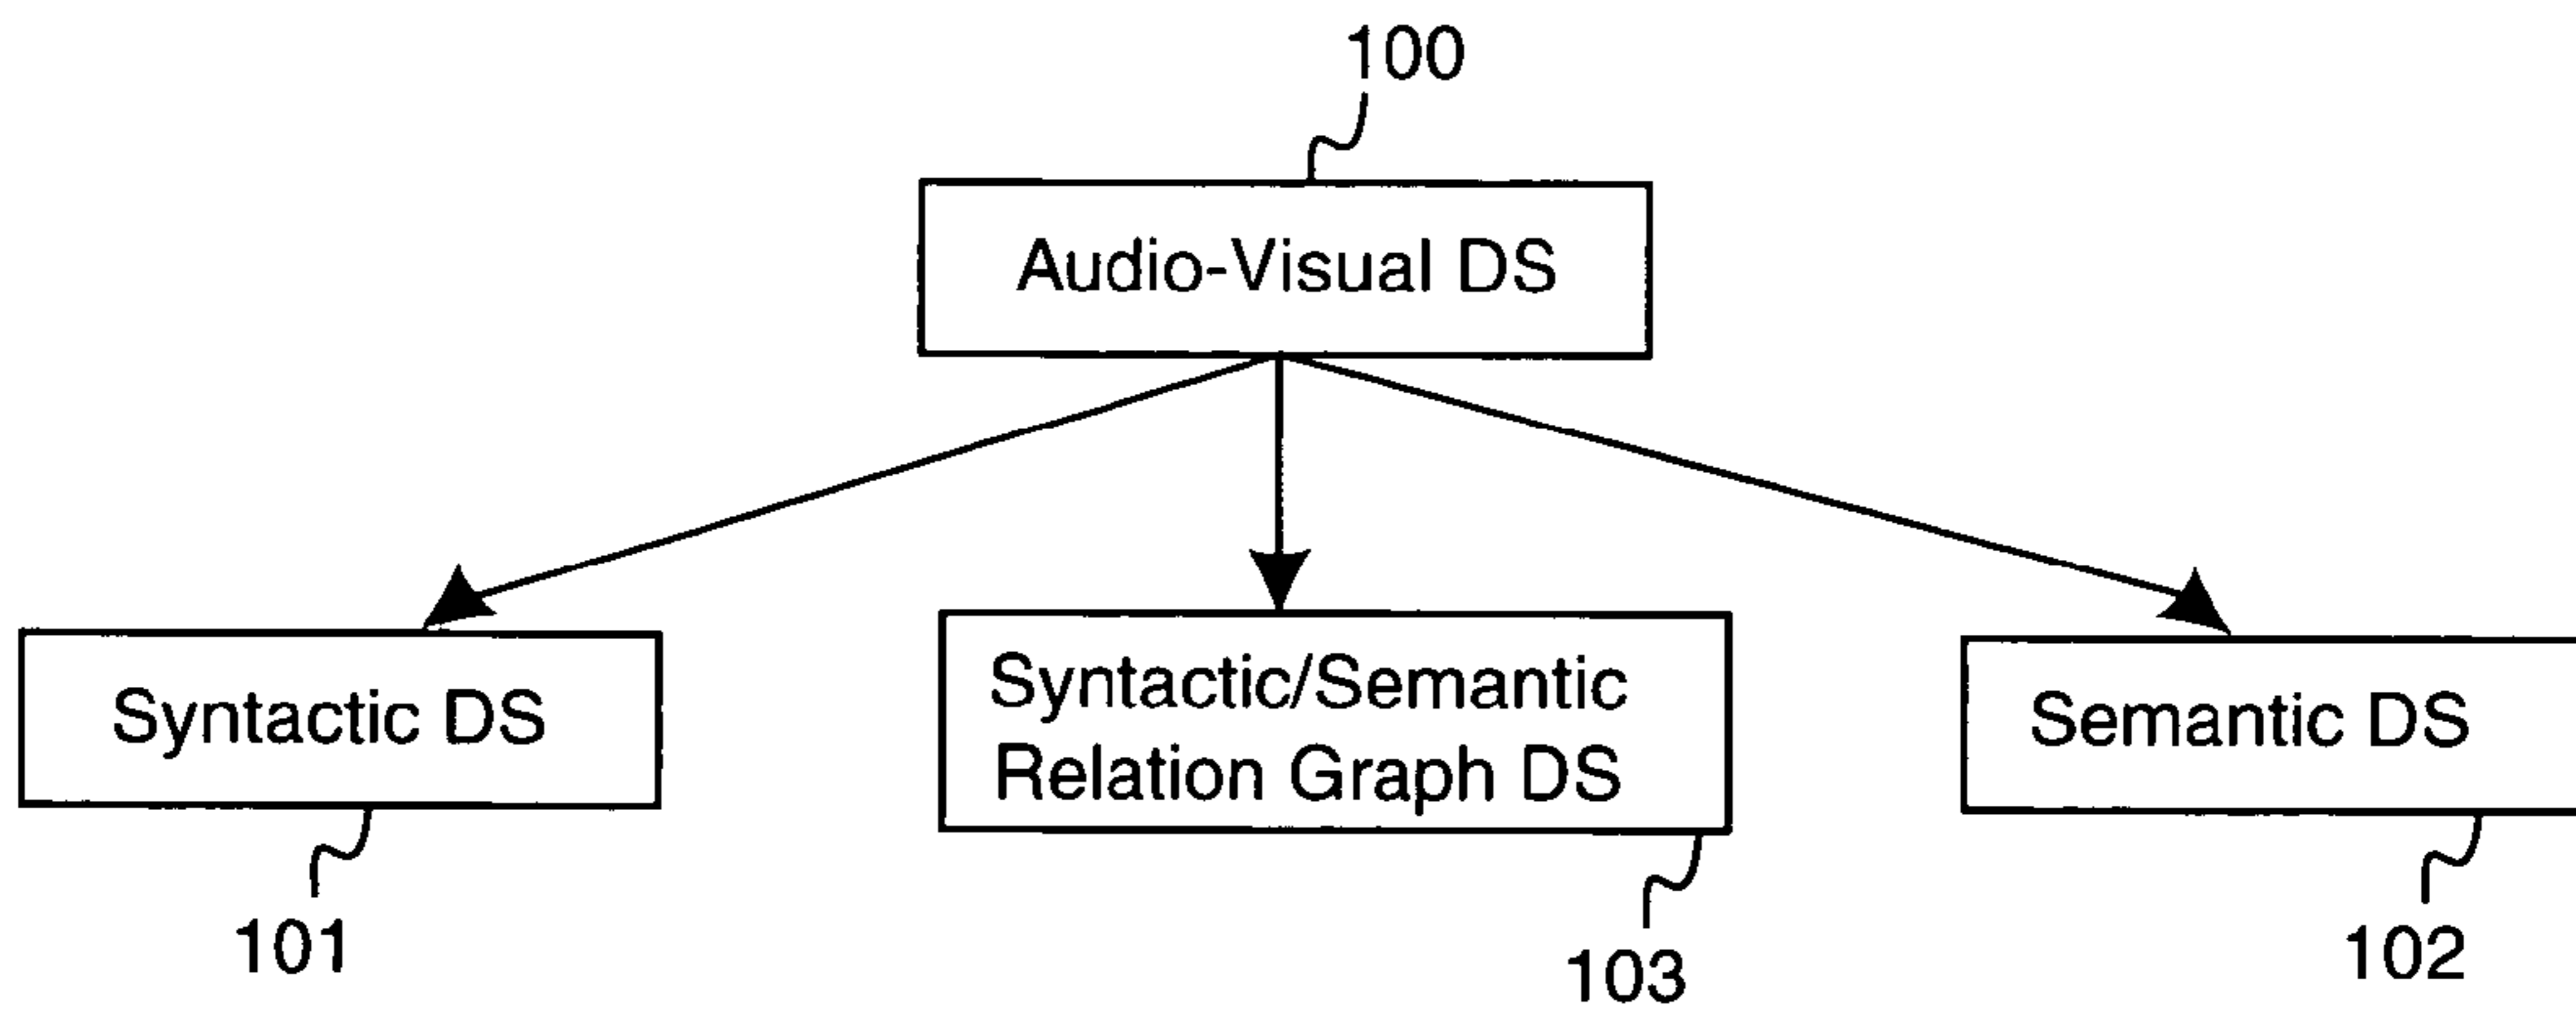 100
Audio-Visual DS
Syntactic DS
Syntactic/Semantic
Relation Graph DS
Semantic DS
101
103
102